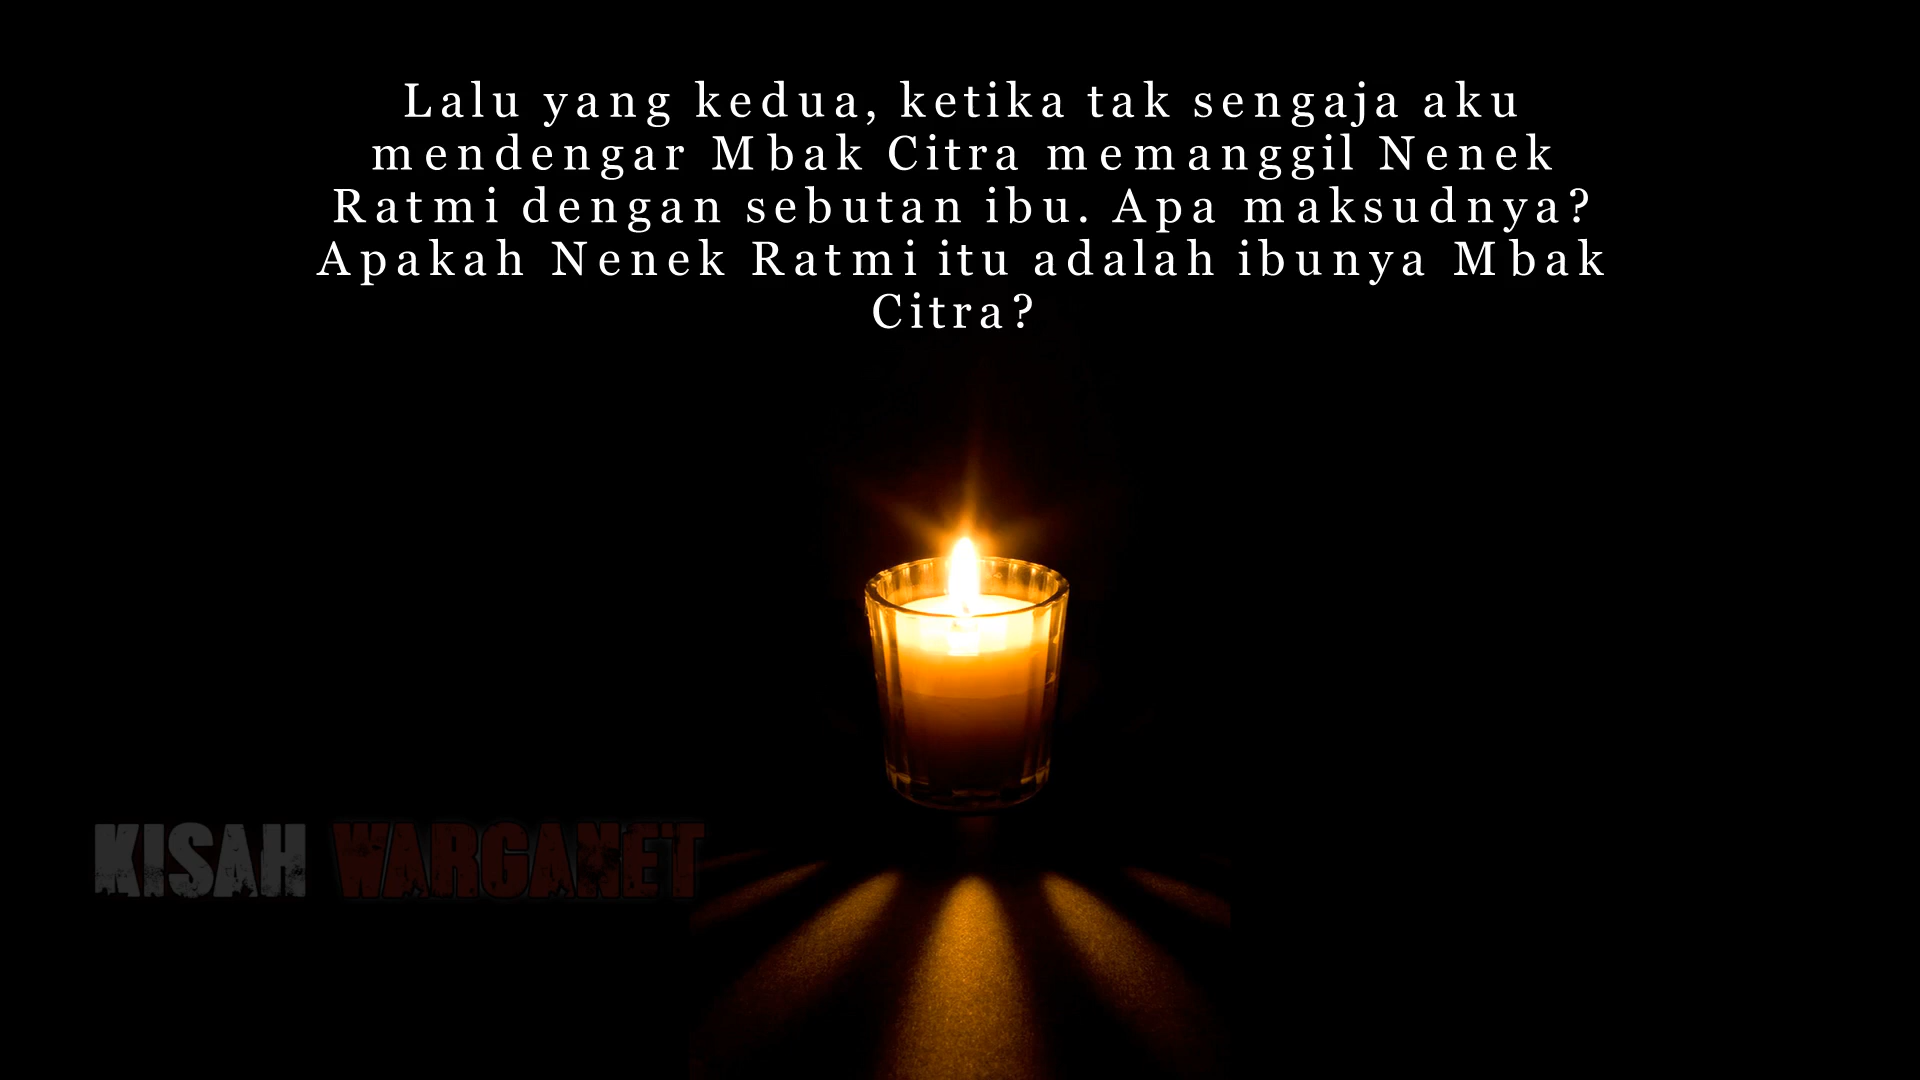 Lalu yang kedua, ketika tak sengaja aku
mendengar Mbak Citra memanggil Nenek
Ratmi dengan sebutan ibu. Apa maksudnya?
Apakah Nenek Ratmi itu adalah ibunya Mbak
Citra?
KISAH WARGANET